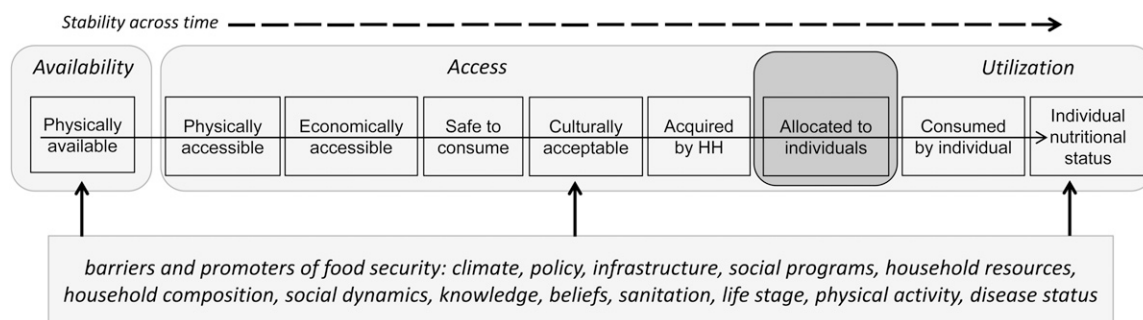 Stability across time
Availability
Access
Utilization
Physically
available
Physically
accessible
Economically
accessible
Safe to
consume
Culturally
acceptable
Acquired
by HH
Allocated to
individuals
Consumed
by individual
Individual
nutritional
status
barriers and promoters of food security: climate, policy, infrastructure, social programs, household resources,
household composition, social dynamics, knowledge, beliefs, sanitation, life stage, physical activity, disease status